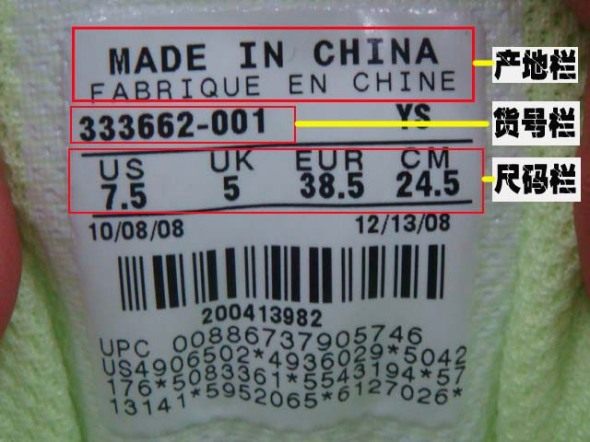 MADE IN CHINA
FABRIQUE EN CHINE
产地栏
333662-001 YS
货号栏
US UK EUR CM
7.5 5 38.5 24.5
尺码栏
10/08/08 12/13/08
200413982
UPC 00886737905746
US4906502*4936029*5042
176*5083361*5543194*57
13141*5952065*6127026*